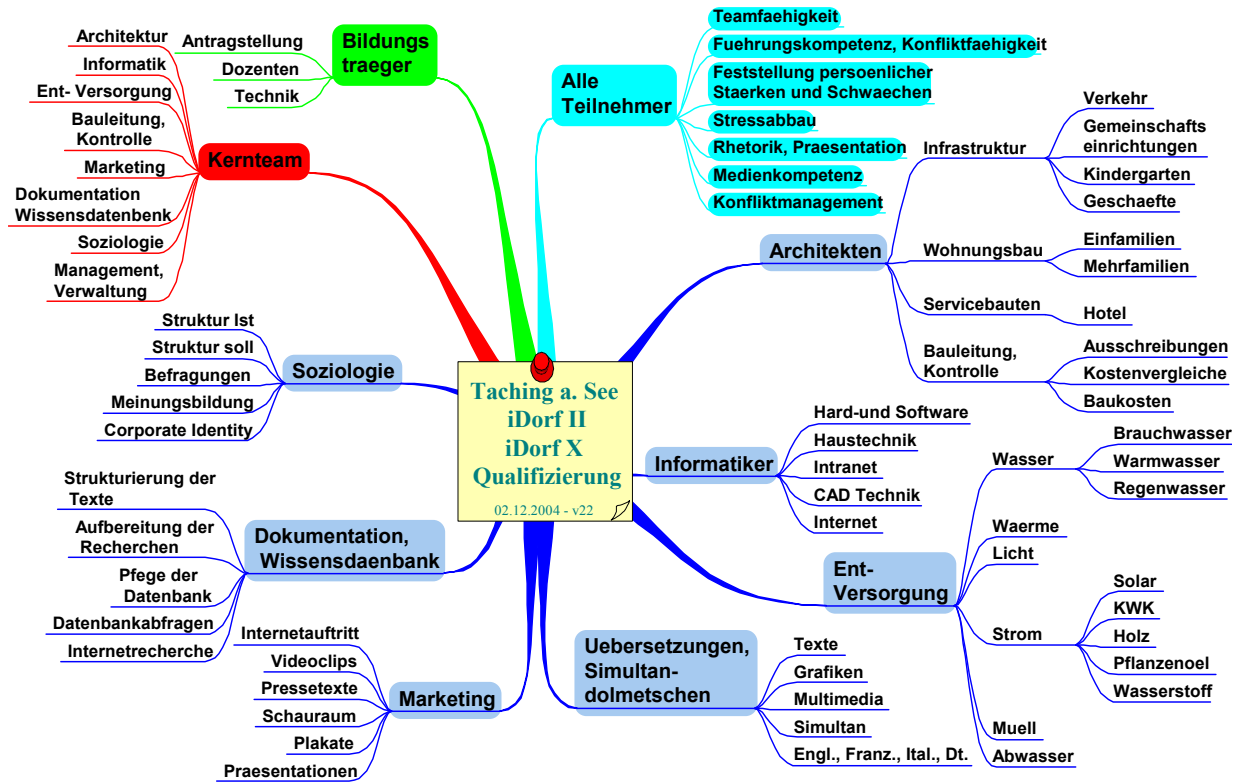 Taching a. See
iDorf II
iDorf X
Qualifizierung
02.12.2004 - v22
Bildungs
traeger
Antragstellung
Dozenten
Technik
Kernteam
Architektur
Informatik
Ent- Versorgung
Bauleitung,
Kontrolle
Marketing
Dokumentation
Wissensdatenbenk
Soziologie
Management,
Verwaltung
Soziologie
Struktur Ist
Struktur soll
Befragungen
Meinungsbildung
Corporate Identity
Dokumentation,
Wissensdaenbank
Strukturierung der
Texte
Aufbereitung der
Recherchen
Pfege der
Datenbank
Datenbankabfragen
Internetrecherche
Marketing
Internetauftritt
Videoclips
Pressetexte
Schauraum
Plakate
Praesentationen
Alle
Teilnehmer
Teamfaehigkeit
Fuehrungskompetenz, Konfliktfaehigkeit
Feststellung persoenlicher
Staerken und Schwaechen
Stressabbau
Rhetorik, Praesentation
Medienkompetenz
Konfliktmanagement
Architekten
Infrastruktur
Verkehr
Gemeinschafts
einrichtungen
Kindergarten
Geschaefte
Wohnungsbau
Einfamilien
Mehrfamilien
Servicebauten
Hotel
Bauleitung,
Kontrolle
Ausschreibungen
Kostenvergleiche
Baukosten
Informatiker
Hard-und Software
Haustechnik
Intranet
CAD Technik
Internet
Ent-
Versorgung
Wasser
Brauchwasser
Warmwasser
Regenwasser
Waerme
Licht
Strom
Solar
KWK
Holz
Pflanzenoel
Wasserstoff
Muell
Abwasser
Uebersetzungen,
Simultan-
dolmetschen
Texte
Grafiken
Multimedia
Simultan
Engl., Franz., Ital., Dt.